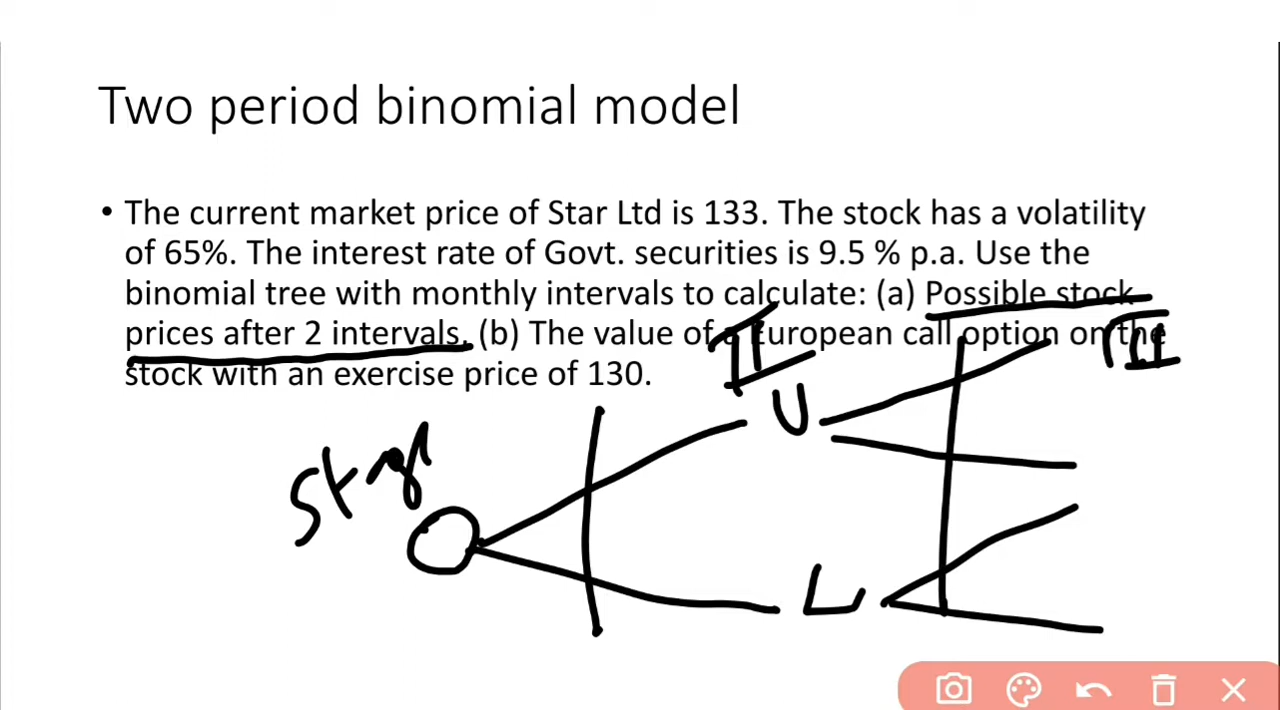 Two period binomial model
• The current market price of Star Ltd is 133. The stock has a volatility
of 65%. The interest rate of Govt. securities is 9.5 % p.a. Use the
binomial tree with monthly intervals to calculate: (a) Possible stock
prices after 2 intervals. (b) The value of a European call option on the
stock with an exercise price of 130.
II
III
U
L